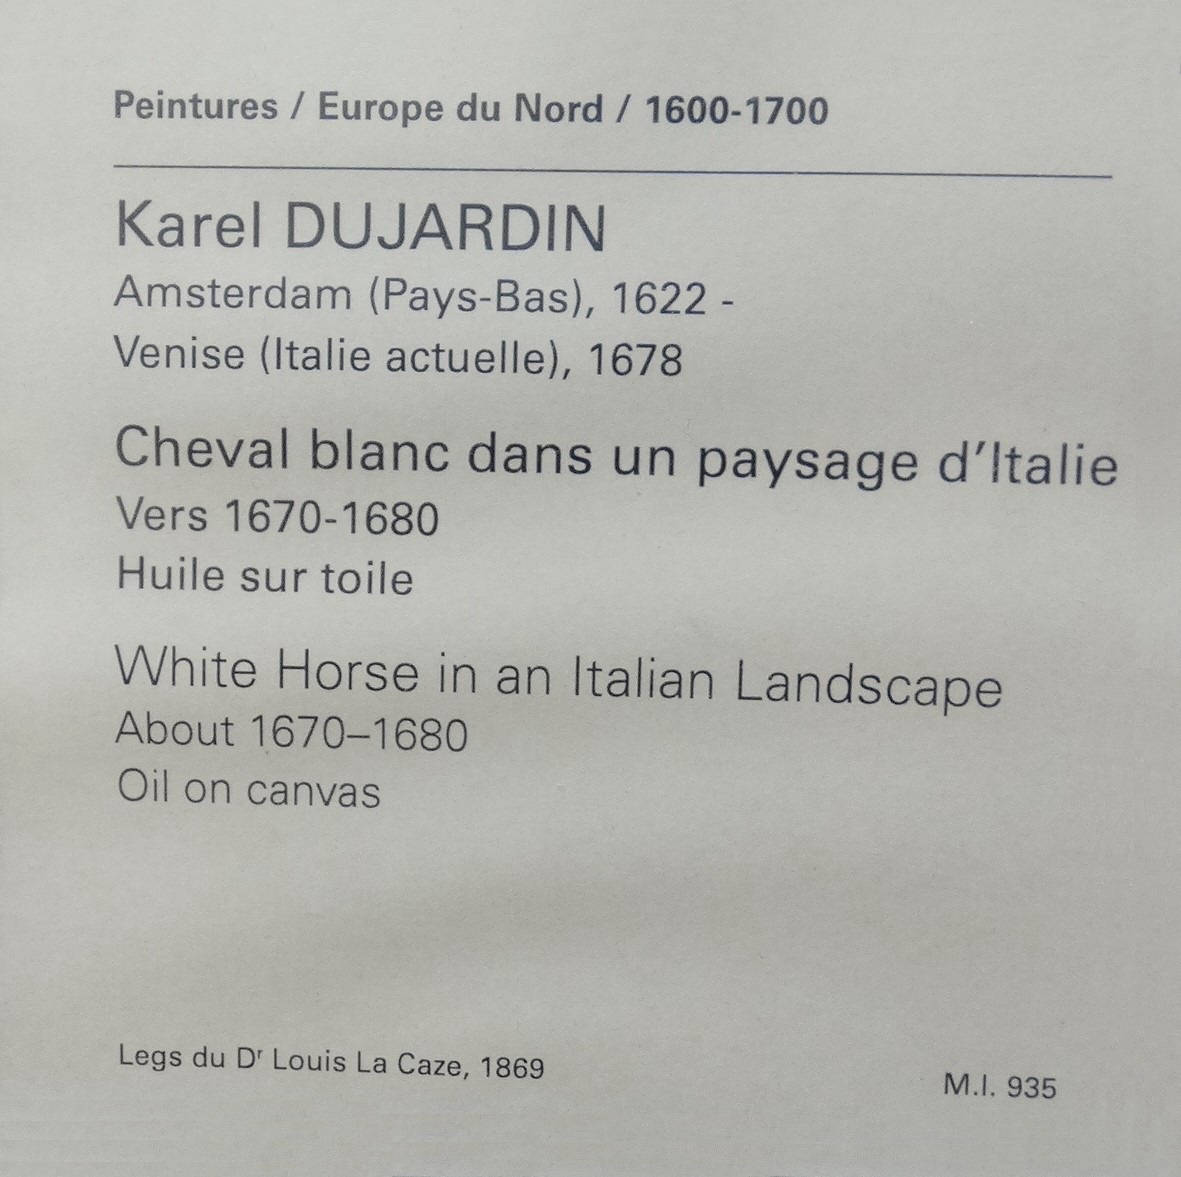 Peintures / Europe du Nord / 1600-1700
Karel DUJARDIN
Amsterdam (Pays-Bas), 1622 -
Venise (Italie actuelle), 1678
Cheval blanc dans un paysage d'Italie
Vers 1670-1680
Huile sur toile
White Horse in an Italian Landscape
About 1670–1680
Oil on canvas
Legs du Dʳ Louis La Caze, 1869
M.I. 935